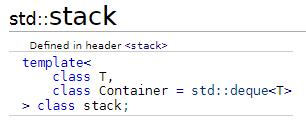 std::stack
Defined in header <stack>
template<
    class T,
    class Container = std::deque<T>
> class stack;